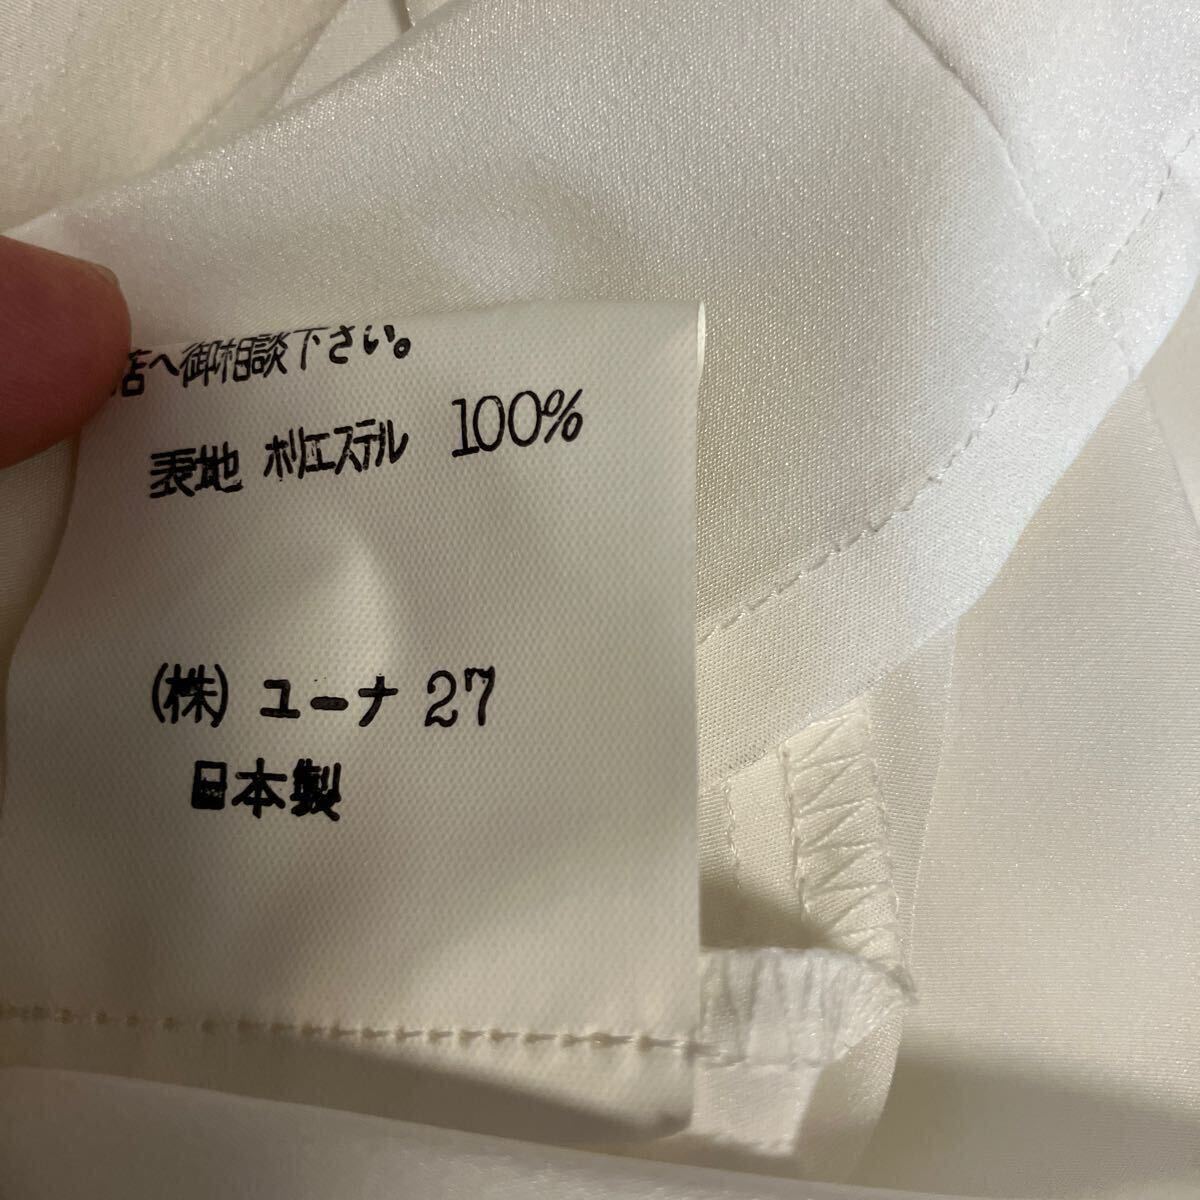 店へ御相談下さい。
表地 ポリエステル 100%
(株) ユーナ 27
日本製